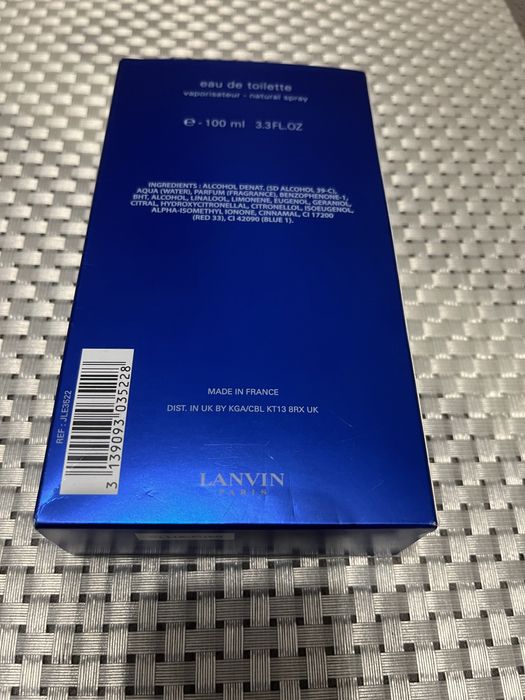 eau de toilette
vaporisateur - natural spray
e - 100 ml 3.3FL.OZ
INGREDIENTS : ALCOHOL DENAT. (SD ALCOHOL 39-C),
AQUA (WATER), PARFUM (FRAGRANCE), BENZOPHENONE-1,
BHT, ALCOHOL, LINALOOL, LIMONENE, EUGENOL, GERANIOL,
CITRAL, HYDROXYCITRONELLAL, CITRONELLOL, ISOEUGENOL,
ALPHA-ISOMETHYL IONONE, CINNAMAL, CI 17200
(RED 33), CI 42090 (BLUE 1).
REF : JLE3522
3 139093 035228
MADE IN FRANCE
DIST. IN UK BY KGA/CBL KT13 8RX UK
LANVIN
PARIS